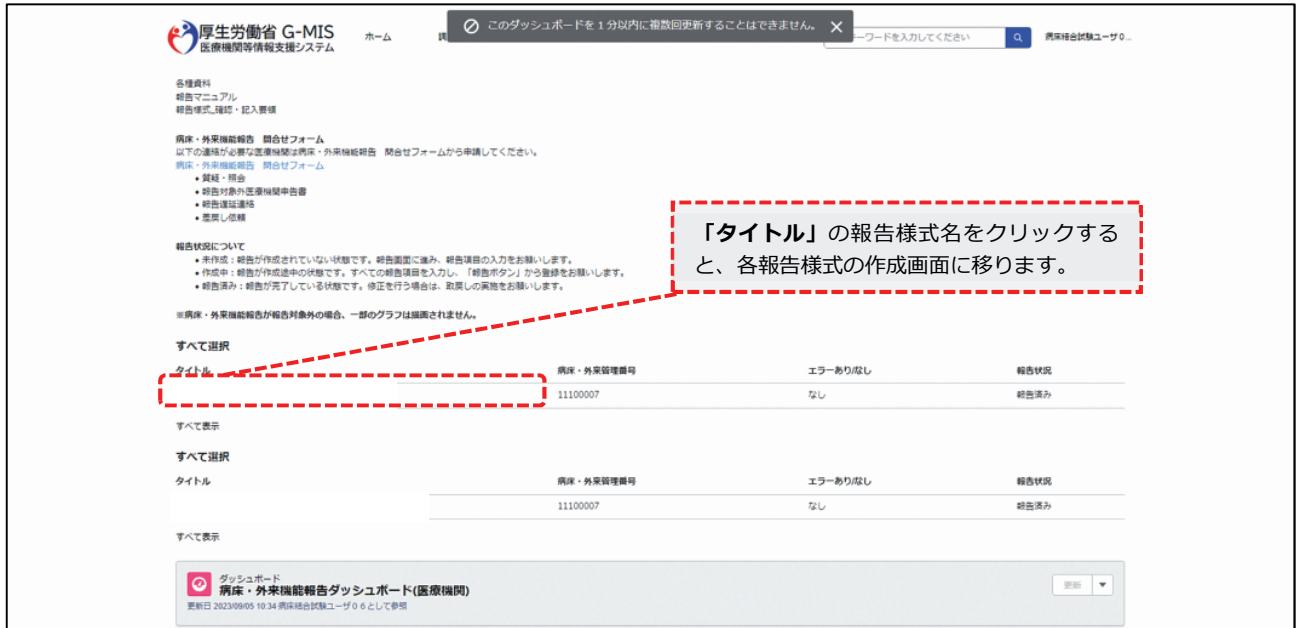 厚生労働省 G-MIS
医療機関等情報支援システム
ホーム
このダッシュボードを1分以内に複数回更新することはできません。
ーワードを入力してください
病床結合試験ユーザ0...
各種資料
報告マニュアル
報告様式_確認・記入要領
病床・外来機能報告 問合せフォーム
以下の連絡が必要な医療機関は病床・外来機能報告 問合せフォームから申請してください。
病床・外来機能報告 問合せフォーム
• 質疑・照会
• 報告対象外医療機関申告書
• 報告遅延連絡
• 差戻し依頼
「タイトル」の報告様式名をクリックする
と、各報告様式の作成画面に移ります。
報告状況について
• 未作成：報告が作成されていない状態です。報告画面に進み、報告項目の入力をお願いします。
• 作成中：報告が作成途中の状態です。すべての報告項目を入力し、「報告ボタン」から登録をお願いします。
• 報告済み：報告が完了している状態です。修正を行う場合は、取戻しの実施をお願いします。
※病床・外来機能報告が報告対象外の場合、一部のグラフは描画されません。
すべて選択
タイトル 病床・外来管理番号 エラーあり/なし 報告状況
11100007 なし 報告済み
すべて表示
すべて選択
タイトル 病床・外来管理番号 エラーあり/なし 報告状況
11100007 なし 報告済み
すべて表示
ダッシュボード
病床・外来機能報告ダッシュボード(医療機関)
更新
更新日 2023/09/05 10:34 病床結合試験ユーザ06として参照